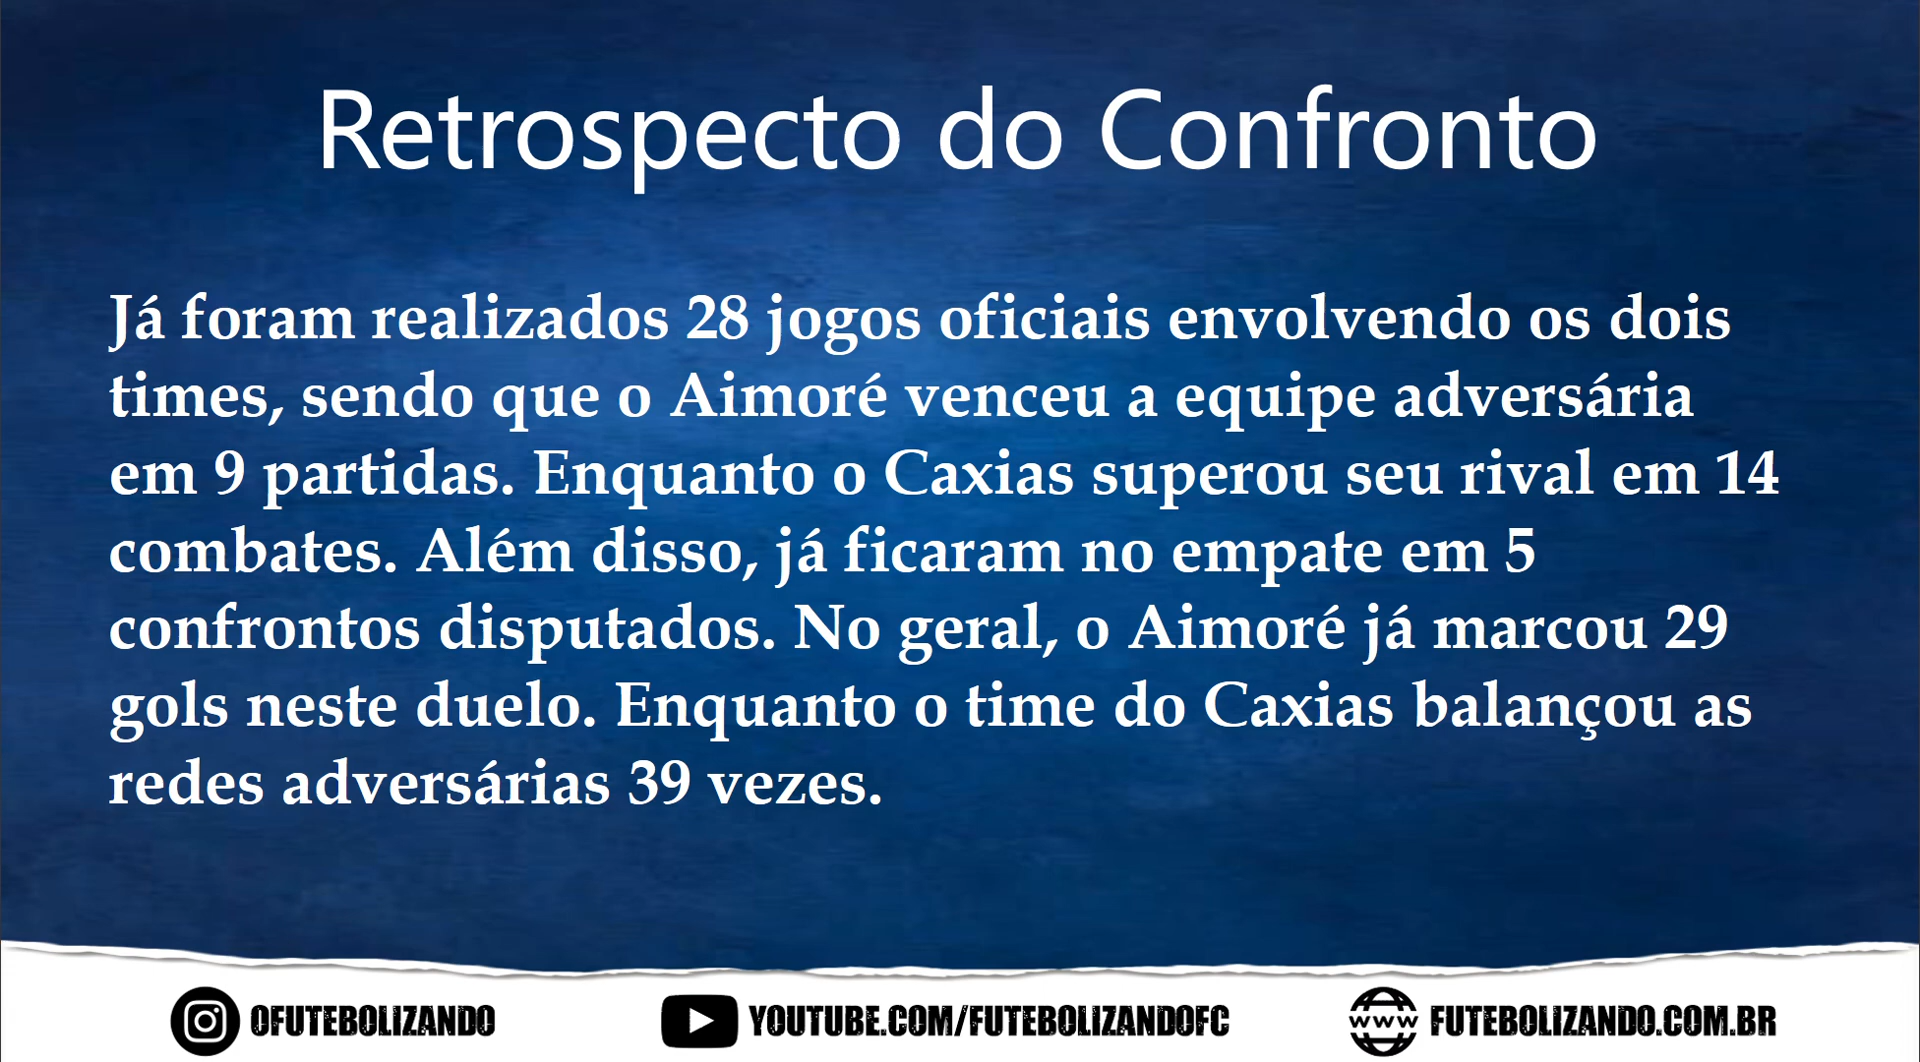 Retrospecto do Confronto
Já foram realizados 28 jogos oficiais envolvendo os dois
times, sendo que o Aimoré venceu a equipe adversária
em 9 partidas. Enquanto o Caxias superou seu rival em 14
combates. Além disso, já ficaram no empate em 5
confrontos disputados. No geral, o Aimoré já marcou 29
gols neste duelo. Enquanto o time do Caxias balançou as
redes adversárias 39 vezes.
OFUTEBOLIZANDO
YOUTUBE.COM/FUTEBOLIZANDOFC
WWW
FUTEBOLIZANDO.COM.BR